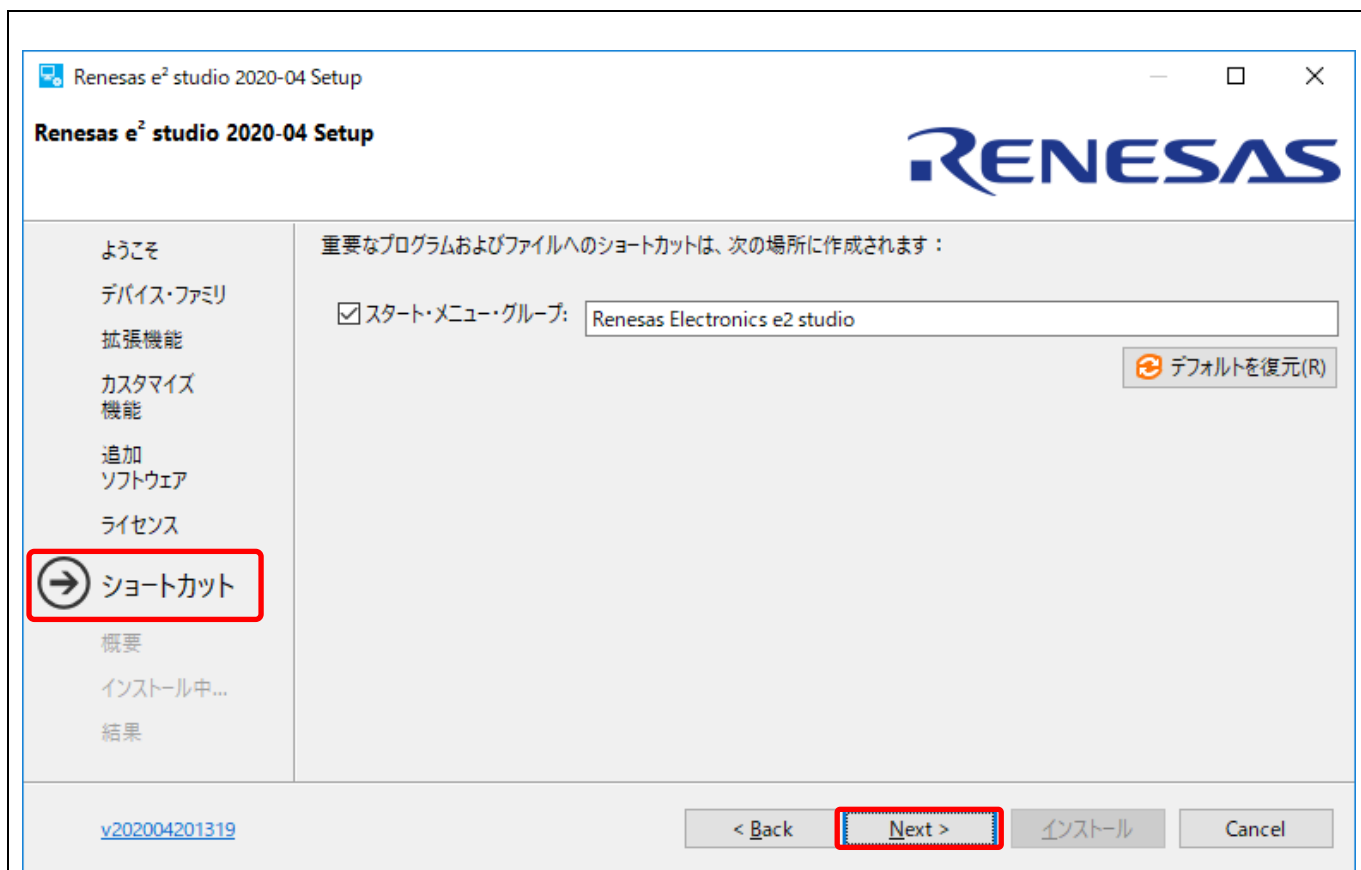 Renesas e² studio 2020-04 Setup
Renesas e² studio 2020-04 Setup
RENESAS
ようこそ
デバイス・ファミリ
拡張機能
カスタマイズ
機能
追加
ソフトウェア
ライセンス
ショートカット
概要
インストール中...
結果
重要なプログラムおよびファイルへのショートカットは、次の場所に作成されます：
スタート・メニュー・グループ:
Renesas Electronics e2 studio
デフォルトを復元(R)
v202004201319
< Back
Next >
インストール
Cancel